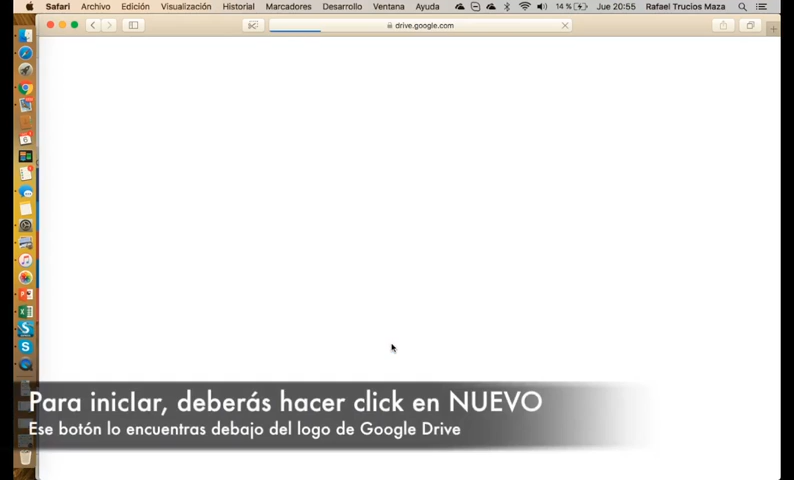 Safari Archivo Edición Visualización Historial Marcadores Desarrollo Ventana Ayuda 14 % Jue 20:55 Rafael Trucios Maza
drive.google.com
Para iniciar, deberás hacer click en NUEVO
Ese botón lo encuentras debajo del logo de Google Drive